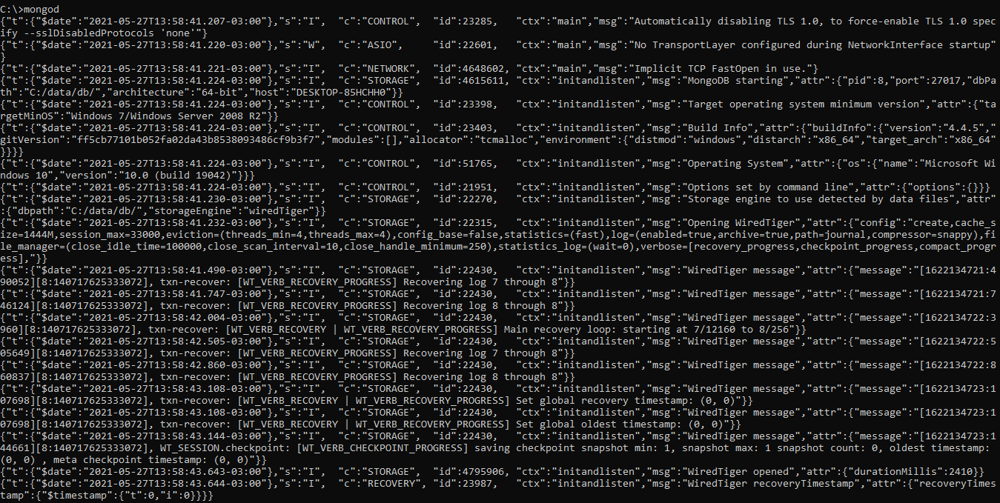 C:\>mongod
{"t":{"$date":"2021-05-27T13:58:41.207-03:00"},"s":"I",  "c":"CONTROL",  "id":23285,   "ctx":"main","msg":"Automatically disabling TLS 1.0, to force-enable TLS 1.0 spec
ify --sslDisabledProtocols 'none'"}
{"t":{"$date":"2021-05-27T13:58:41.220-03:00"},"s":"W",  "c":"ASIO",     "id":22601,   "ctx":"main","msg":"No TransportLayer configured during NetworkInterface startup"
}
{"t":{"$date":"2021-05-27T13:58:41.221-03:00"},"s":"I",  "c":"NETWORK",  "id":4648602, "ctx":"main","msg":"Implicit TCP FastOpen in use."}
{"t":{"$date":"2021-05-27T13:58:41.224-03:00"},"s":"I",  "c":"STORAGE",  "id":4615611, "ctx":"initandlisten","msg":"MongoDB starting","attr":{"pid":8,"port":27017,"dbPa
th":"C:/data/db/","architecture":"64-bit","host":"DESKTOP-85HCHH0"}}
{"t":{"$date":"2021-05-27T13:58:41.224-03:00"},"s":"I",  "c":"CONTROL",  "id":23398,   "ctx":"initandlisten","msg":"Target operating system minimum version","attr":{"ta
rgetMinOS":"Windows 7/Windows Server 2008 R2"}}
{"t":{"$date":"2021-05-27T13:58:41.224-03:00"},"s":"I",  "c":"CONTROL",  "id":23403,   "ctx":"initandlisten","msg":"Build Info","attr":{"buildInfo":{"version":"4.4.5","
gitVersion":"ff5cb77101b052fa02da43b8538093486cf9b3f7","modules":[],"allocator":"tcmalloc","environment":{"distmod":"windows","distarch":"x86_64","target_arch":"x86_64"
}}}}
{"t":{"$date":"2021-05-27T13:58:41.224-03:00"},"s":"I",  "c":"CONTROL",  "id":51765,   "ctx":"initandlisten","msg":"Operating System","attr":{"os":{"name":"Microsoft Wi
ndows 10","version":"10.0 (build 19042)"}}}
{"t":{"$date":"2021-05-27T13:58:41.224-03:00"},"s":"I",  "c":"CONTROL",  "id":21951,   "ctx":"initandlisten","msg":"Options set by command line","attr":{"options":{}}}
{"t":{"$date":"2021-05-27T13:58:41.230-03:00"},"s":"I",  "c":"STORAGE",  "id":22270,   "ctx":"initandlisten","msg":"Storage engine to use detected by data files","attr"
:{"dbpath":"C:/data/db/","storageEngine":"wiredTiger"}}
{"t":{"$date":"2021-05-27T13:58:41.232-03:00"},"s":"I",  "c":"STORAGE",  "id":22315,   "ctx":"initandlisten","msg":"Opening WiredTiger","attr":{"config":"create,cache_s
ize=1444M,session_max=33000,eviction=(threads_min=4,threads_max=4),config_base=false,statistics=(fast),log=(enabled=true,archive=true,path=journal,compressor=snappy),fi
le_manager=(close_idle_time=100000,close_scan_interval=10,close_handle_minimum=250),statistics_log=(wait=0),verbose=[recovery_progress,checkpoint_progress,compact_progr
ess],"}}
{"t":{"$date":"2021-05-27T13:58:41.490-03:00"},"s":"I",  "c":"STORAGE",  "id":22430,   "ctx":"initandlisten","msg":"WiredTiger message","attr":{"message":"[1622134721:4
90052][8:140717625333072], txn-recover: [WT_VERB_RECOVERY_PROGRESS] Recovering log 7 through 8"}}
{"t":{"$date":"2021-05-27T13:58:41.747-03:00"},"s":"I",  "c":"STORAGE",  "id":22430,   "ctx":"initandlisten","msg":"WiredTiger message","attr":{"message":"[1622134721:7
46124][8:140717625333072], txn-recover: [WT_VERB_RECOVERY_PROGRESS] Recovering log 8 through 8"}}
{"t":{"$date":"2021-05-27T13:58:42.004-03:00"},"s":"I",  "c":"STORAGE",  "id":22430,   "ctx":"initandlisten","msg":"WiredTiger message","attr":{"message":"[1622134722:3
960][8:140717625333072], txn-recover: [WT_VERB_RECOVERY | WT_VERB_RECOVERY_PROGRESS] Main recovery loop: starting at 7/12160 to 8/256"}}
{"t":{"$date":"2021-05-27T13:58:42.505-03:00"},"s":"I",  "c":"STORAGE",  "id":22430,   "ctx":"initandlisten","msg":"WiredTiger message","attr":{"message":"[1622134722:5
05649][8:140717625333072], txn-recover: [WT_VERB_RECOVERY_PROGRESS] Recovering log 7 through 8"}}
{"t":{"$date":"2021-05-27T13:58:42.860-03:00"},"s":"I",  "c":"STORAGE",  "id":22430,   "ctx":"initandlisten","msg":"WiredTiger message","attr":{"message":"[1622134722:8
60837][8:140717625333072], txn-recover: [WT_VERB_RECOVERY_PROGRESS] Recovering log 8 through 8"}}
{"t":{"$date":"2021-05-27T13:58:43.108-03:00"},"s":"I",  "c":"STORAGE",  "id":22430,   "ctx":"initandlisten","msg":"WiredTiger message","attr":{"message":"[1622134723:1
07698][8:140717625333072], txn-recover: [WT_VERB_RECOVERY | WT_VERB_RECOVERY_PROGRESS] Set global recovery timestamp: (0, 0)"}}
{"t":{"$date":"2021-05-27T13:58:43.108-03:00"},"s":"I",  "c":"STORAGE",  "id":22430,   "ctx":"initandlisten","msg":"WiredTiger message","attr":{"message":"[1622134723:1
07698][8:140717625333072], txn-recover: [WT_VERB_RECOVERY | WT_VERB_RECOVERY_PROGRESS] Set global oldest timestamp: (0, 0)"}}
{"t":{"$date":"2021-05-27T13:58:43.144-03:00"},"s":"I",  "c":"STORAGE",  "id":22430,   "ctx":"initandlisten","msg":"WiredTiger message","attr":{"message":"[1622134723:1
44661][8:140717625333072], WT_SESSION.checkpoint: [WT_VERB_CHECKPOINT_PROGRESS] saving checkpoint snapshot min: 1, snapshot max: 1 snapshot count: 0, oldest timestamp:
(0, 0) , meta checkpoint timestamp: (0, 0)"}}
{"t":{"$date":"2021-05-27T13:58:43.643-03:00"},"s":"I",  "c":"STORAGE",  "id":4795906, "ctx":"initandlisten","msg":"WiredTiger opened","attr":{"durationMillis":2410}}
{"t":{"$date":"2021-05-27T13:58:43.644-03:00"},"s":"I",  "c":"RECOVERY", "id":23987,   "ctx":"initandlisten","msg":"WiredTiger recoveryTimestamp","attr":{"recoveryTimes
tamp":{"$timestamp":{"t":0,"i":0}}}}